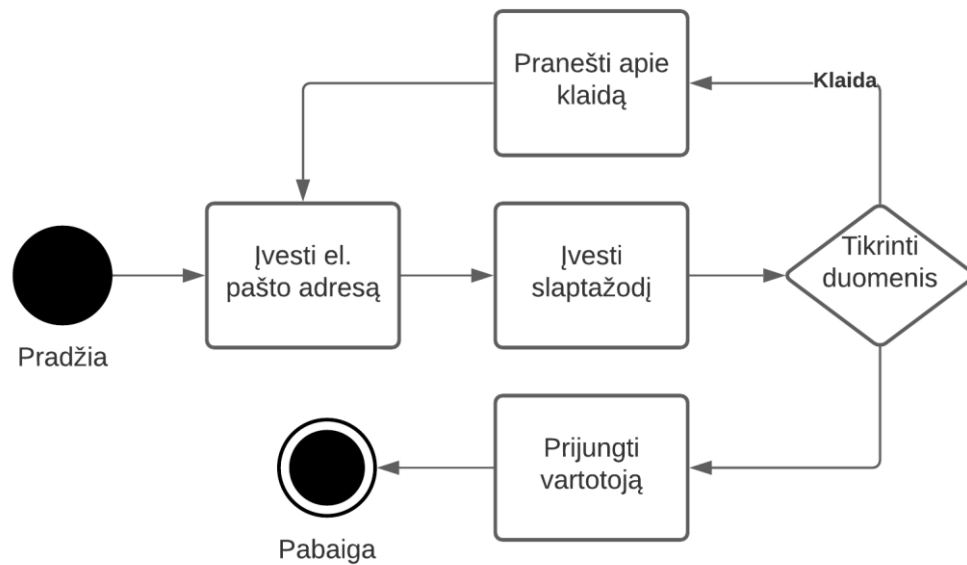 Pranešti apie
klaidą
Klaida
Įvesti el.
pašto adresą
Įvesti
slaptažodį
Tikrinti
duomenis
Pradžia
Prijungti
vartotoją
Pabaiga